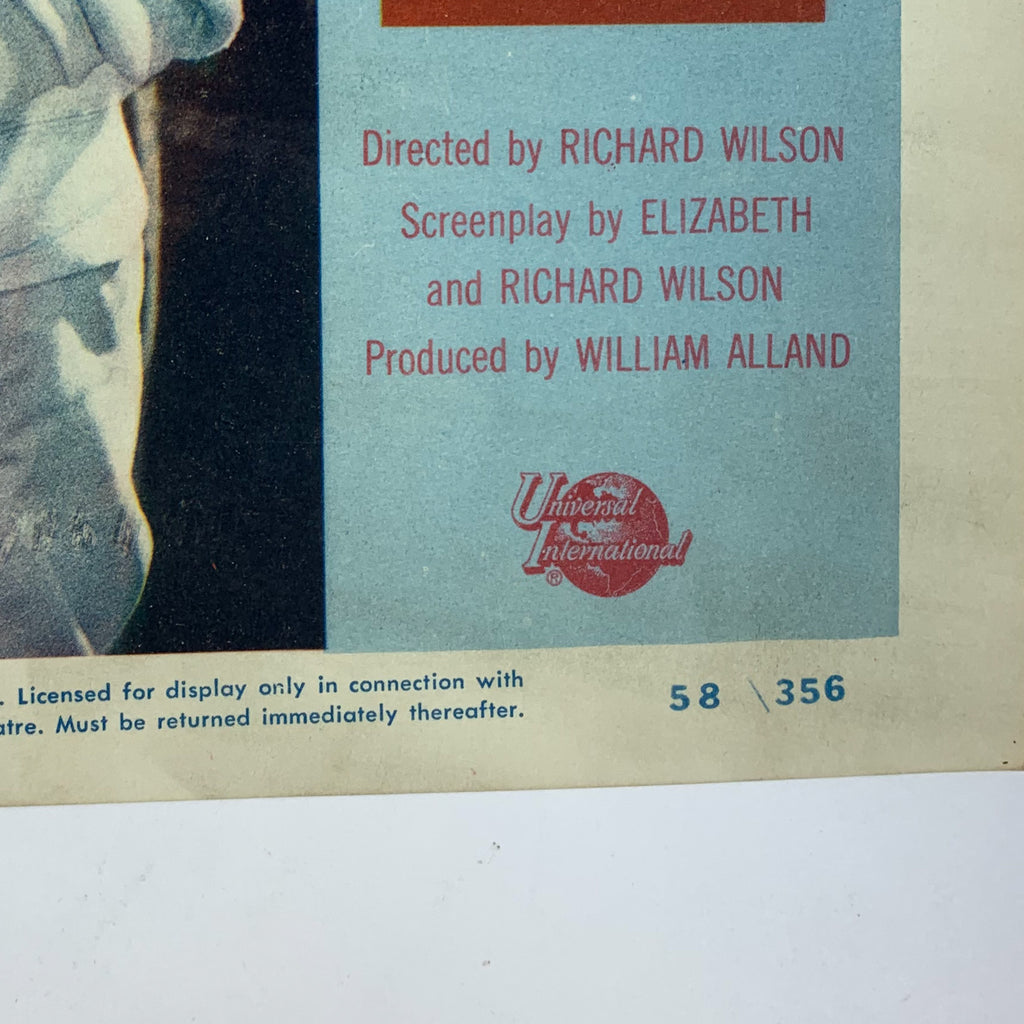 Directed by RICHARD WILSON
Screenplay by ELIZABETH
and RICHARD WILSON
Produced by WILLIAM ALLAND
Universal
International
®
. Licensed for display only in connection with
atre. Must be returned immediately thereafter.
58 \356